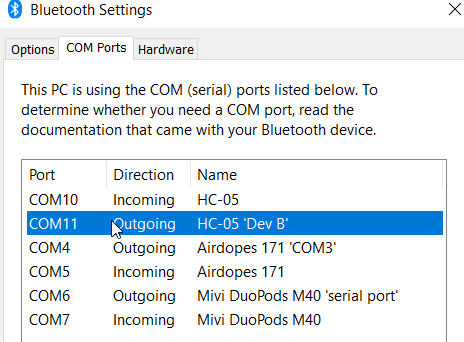 Bluetooth Settings
Options COM Ports Hardware
This PC is using the COM (serial) ports listed below. To
determine whether you need a COM port, read the
documentation that came with your Bluetooth device.
Port Direction Name
COM10 Incoming HC-05
COM11 Outgoing HC-05 'Dev B'
COM4 Outgoing Airdopes 171 'COM3'
COM5 Incoming Airdopes 171
COM6 Outgoing Mivi DuoPods M40 'serial port'
COM7 Incoming Mivi DuoPods M40